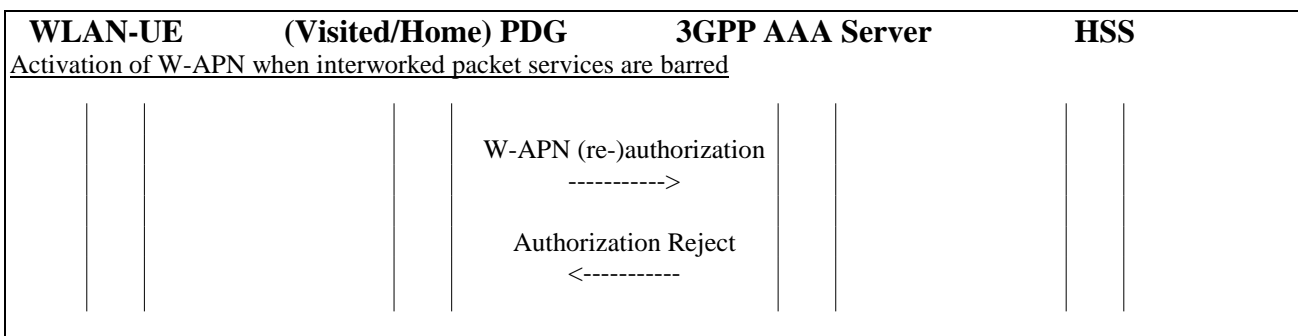 WLAN-UE (Visited/Home) PDG 3GPP AAA Server HSS
Activation of W-APN when interworked packet services are barred
W-APN (re-)authorization
----------->
Authorization Reject
<-----------